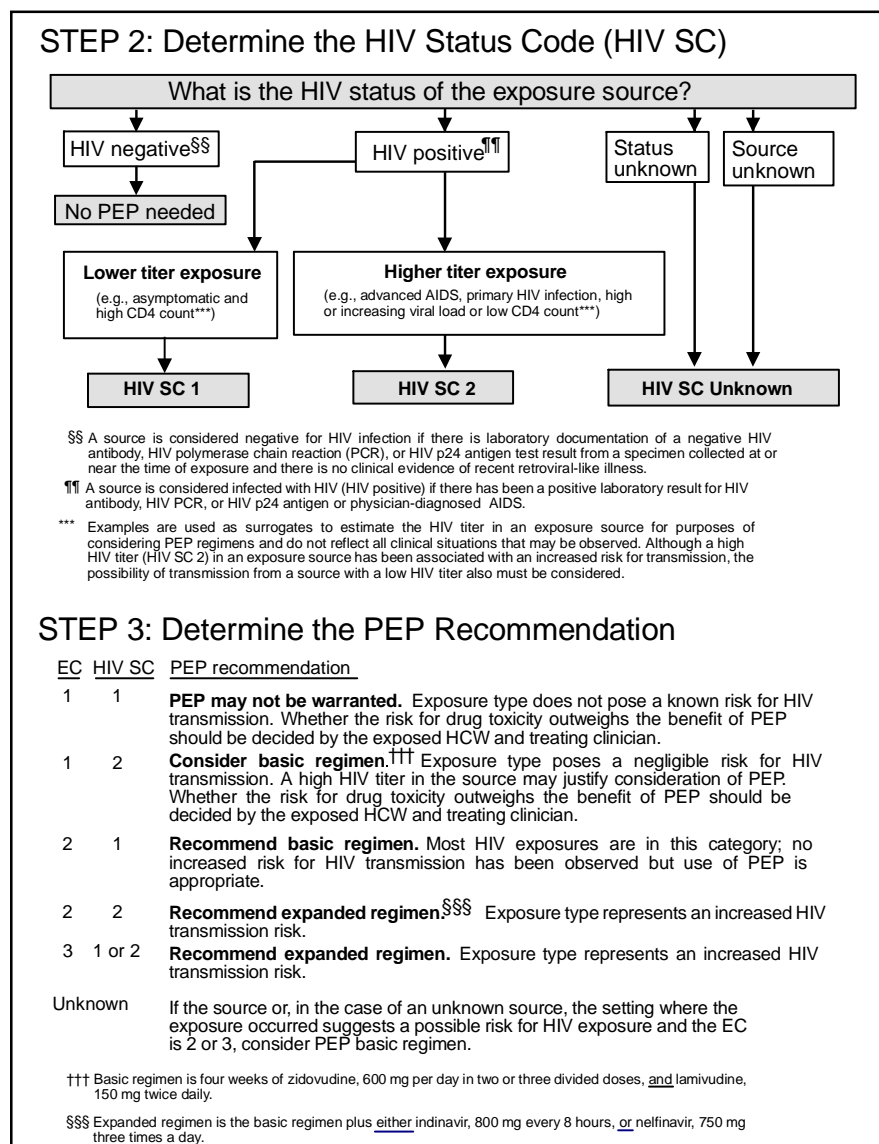 STEP 2: Determine the HIV Status Code (HIV SC)
What is the HIV status of the exposure source?
HIV negative§§
HIV positive¶¶
Status
unknown
Source
unknown
No PEP needed
Lower titer exposure
(e.g., asymptomatic and
high CD4 count***)
Higher titer exposure
(e.g., advanced AIDS, primary HIV infection, high
or increasing viral load or low CD4 count***)
HIV SC 1
HIV SC 2
HIV SC Unknown
§§ A source is considered negative for HIV infection if there is laboratory documentation of a negative HIV
antibody, HIV polymerase chain reaction (PCR), or HIV p24 antigen test result from a specimen collected at or
near the time of exposure and there is no clinical evidence of recent retroviral-like illness.
¶¶ A source is considered infected with HIV (HIV positive) if there has been a positive laboratory result for HIV
antibody, HIV PCR, or HIV p24 antigen or physician-diagnosed AIDS.
*** Examples are used as surrogates to estimate the HIV titer in an exposure source for purposes of
considering PEP regimens and do not reflect all clinical situations that may be observed. Although a high
HIV titer (HIV SC 2) in an exposure source has been associated with an increased risk for transmission, the
possibility of transmission from a source with a low HIV titer also must be considered.
STEP 3: Determine the PEP Recommendation
EC HIV SC PEP recommendation
1 1 PEP may not be warranted. Exposure type does not pose a known risk for HIV
transmission. Whether the risk for drug toxicity outweighs the benefit of PEP
should be decided by the exposed HCW and treating clinician.
1 2 Consider basic regimen.††† Exposure type poses a negligible risk for HIV
transmission. A high HIV titer in the source may justify consideration of PEP.
Whether the risk for drug toxicity outweighs the benefit of PEP should be
decided by the exposed HCW and treating clinician.
2 1 Recommend basic regimen. Most HIV exposures are in this category; no
increased risk for HIV transmission has been observed but use of PEP is
appropriate.
2 2 Recommend expanded regimen.§§§ Exposure type represents an increased HIV
transmission risk.
3 1 or 2 Recommend expanded regimen. Exposure type represents an increased HIV
transmission risk.
Unknown If the source or, in the case of an unknown source, the setting where the
exposure occurred suggests a possible risk for HIV exposure and the EC
is 2 or 3, consider PEP basic regimen.
††† Basic regimen is four weeks of zidovudine, 600 mg per day in two or three divided doses, and lamivudine,
150 mg twice daily.
§§§ Expanded regimen is the basic regimen plus either indinavir, 800 mg every 8 hours, or nelfinavir, 750 mg
three times a day.